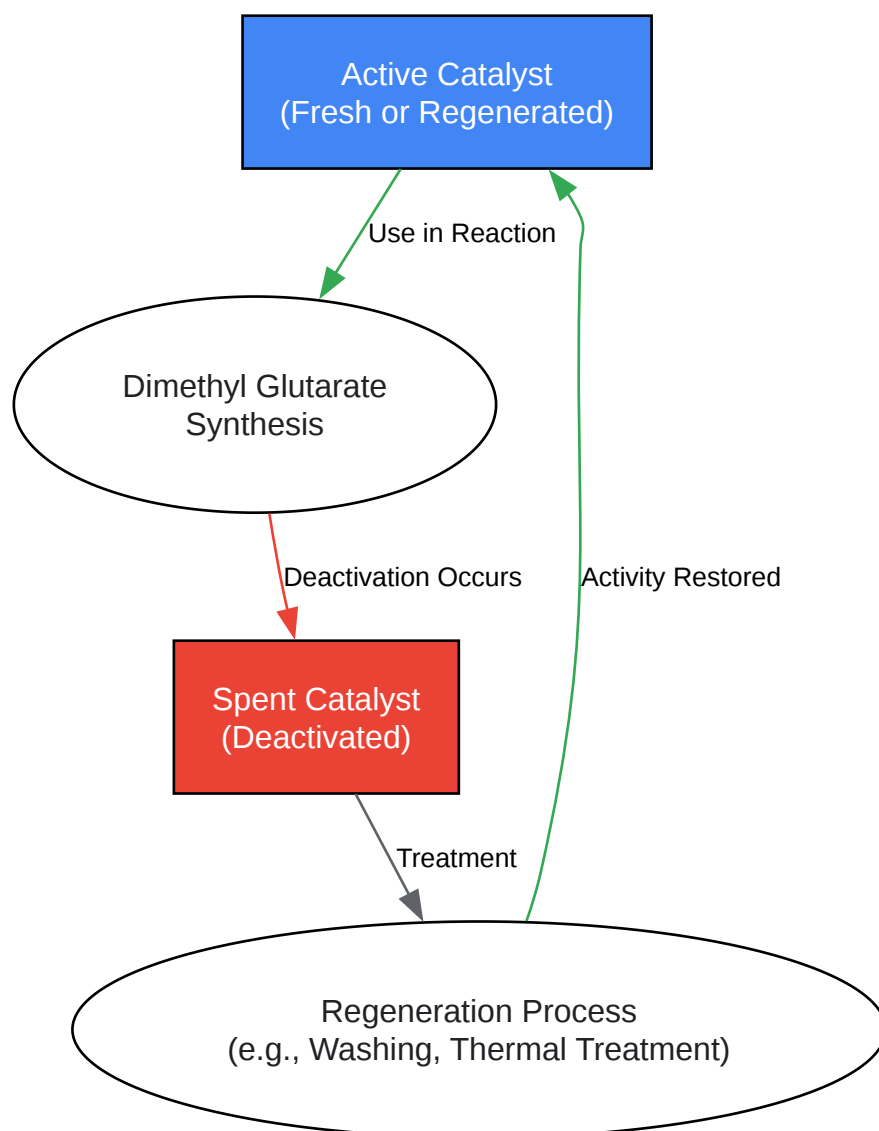 Active Catalyst
(Fresh or Regenerated)
Use in Reaction
Dimethyl Glutarate
Synthesis
Deactivation Occurs
Activity Restored
Spent Catalyst
(Deactivated)
Treatment
Regeneration Process
(e.g., Washing, Thermal Treatment)